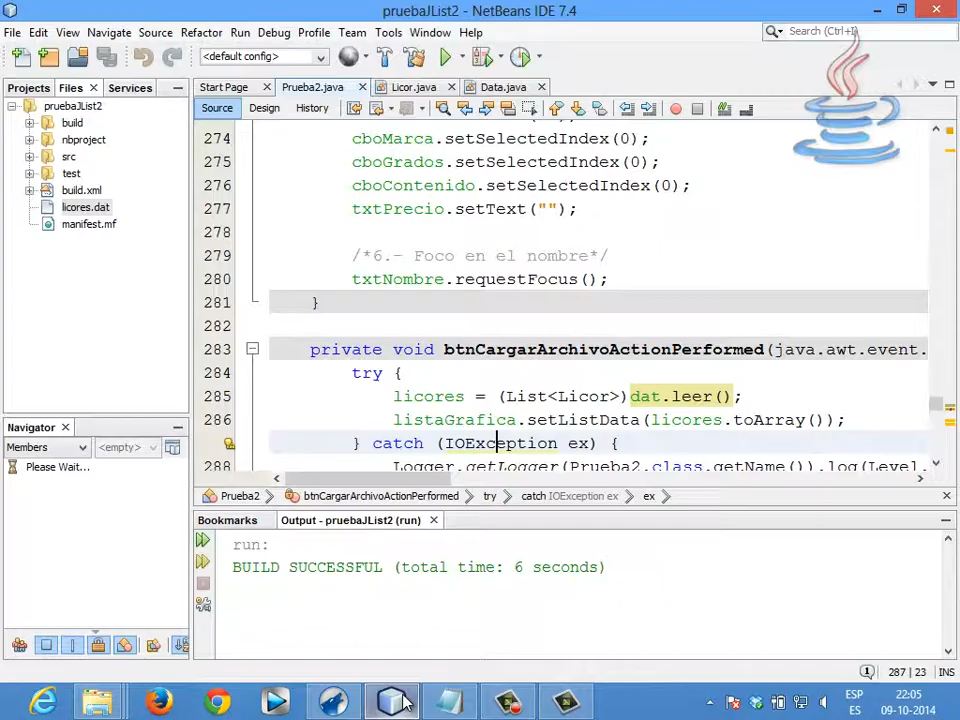 pruebaJList2 - NetBeans IDE 7.4
File Edit View Navigate Source Refactor Run Debug Profile Team Tools Window Help
Search (Ctrl+I)
<default config>
Projects Files Services
Start Page Prueba2.java Licor.java Data.java
Source Design History
pruebaJList2
build
nbproject
src
test
build.xml
licores.dat
manifest.mf
274 cboMarca.setSelectedIndex(0);
275 cboGrados.setSelectedIndex(0);
276 cboContenido.setSelectedIndex(0);
277 txtPrecio.setText("");
278
279 /*6.- Foco en el nombre*/
280 txtNombre.requestFocus();
281 }
282
283 private void btnCargarArchivoActionPerformed(java.awt.event.
284 try {
285 licores = (List<Licor>)dat.leer();
286 listaGrafica.setListData(licores.toArray());
} catch (IOException ex) {
288 Logger.getLogger(Prueba2.class.getName()).log(Level.
Prueba2 btnCargarArchivoActionPerformed try catch IOException ex ex
Navigator
Members <empty>
Please Wait...
Bookmarks Output - pruebaJList2 (run)
run:
BUILD SUCCESSFUL (total time: 6 seconds)
1 287 | 23 INS
ESP
ES
22:05
09-10-2014